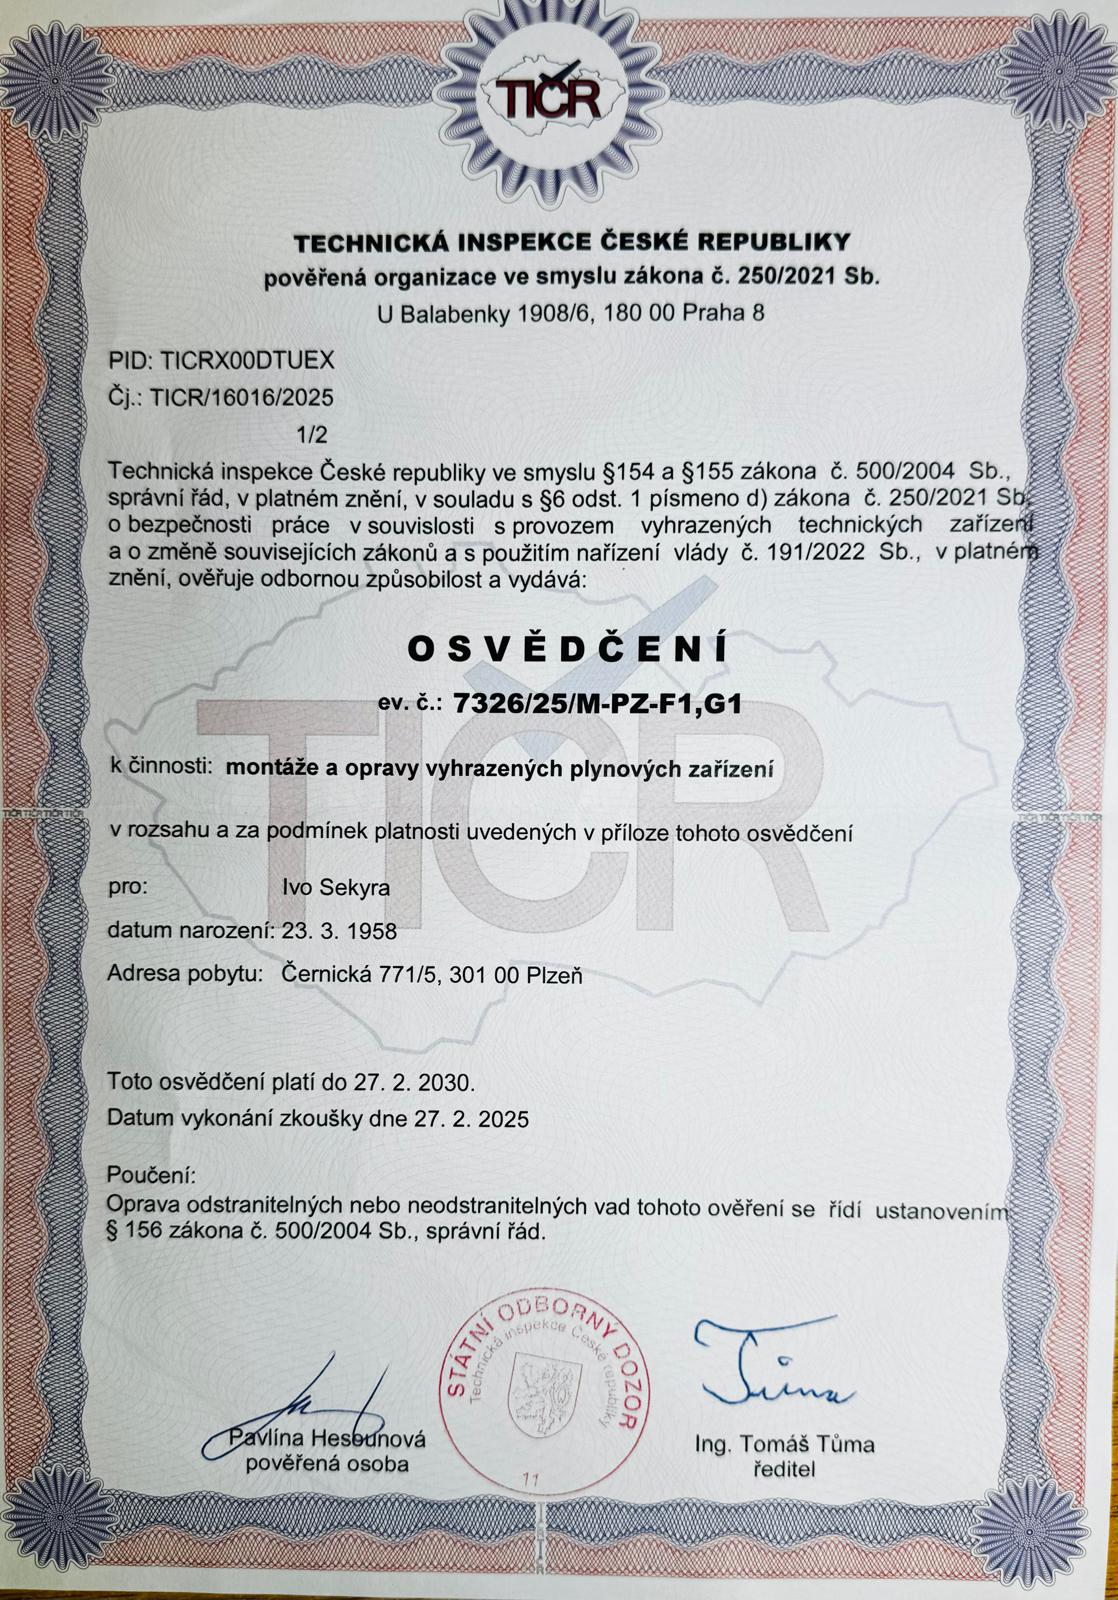 TIČR
TECHNICKÁ INSPEKCE ČESKÉ REPUBLIKY
pověřená organizace ve smyslu zákona č. 250/2021 Sb.
U Balabenky 1908/6, 180 00 Praha 8
PID: TICRX00DTUEX
Čj.: TICR/16016/2025
1/2
Technická inspekce České republiky ve smyslu §154 a §155 zákona č. 500/2004 Sb.,
správní řád, v platném znění, v souladu s §6 odst. 1 písmeno d) zákona č. 250/2021 Sb.
o bezpečnosti práce v souvislosti s provozem vyhrazených technických zařízení
a o změně souvisejících zákonů a s použitím nařízení vlády č. 191/2022 Sb., v platném
znění, ověřuje odbornou způsobilost a vydává:
OSVĚDČENÍ
ev. č.: 7326/25/M-PZ-F1,G1
k činnosti: montáže a opravy vyhrazených plynových zařízení
v rozsahu a za podmínek platnosti uvedených v příloze tohoto osvědčení
pro: Ivo Sekyra
datum narození: 23. 3. 1958
Adresa pobytu: Černická 771/5, 301 00 Plzeň
TIČR
Toto osvědčení platí do 27. 2. 2030.
Datum vykonání zkoušky dne 27. 2. 2025
Poučení:
Oprava odstranitelných nebo neodstranitelných vad tohoto ověření se řídí ustanovením
§ 156 zákona č. 500/2004 Sb., správní řád.
STÁTNÍ ODBORNÝ DOZOR
Technická inspekce České republiky
11
Tůma
Pavlína Hesounová
pověřená osoba
Ing. Tomáš Tůma
ředitel